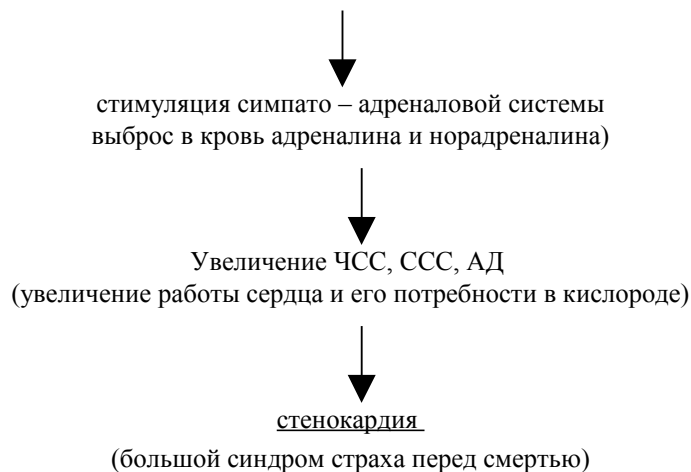 стимуляция симпато – адреналовой системы
выброс в кровь адреналина и норадреналина)
Увеличение ЧСС, ССС, АД
(увеличение работы сердца и его потребности в кислороде)
стенокардия
(большой синдром страха перед смертью)